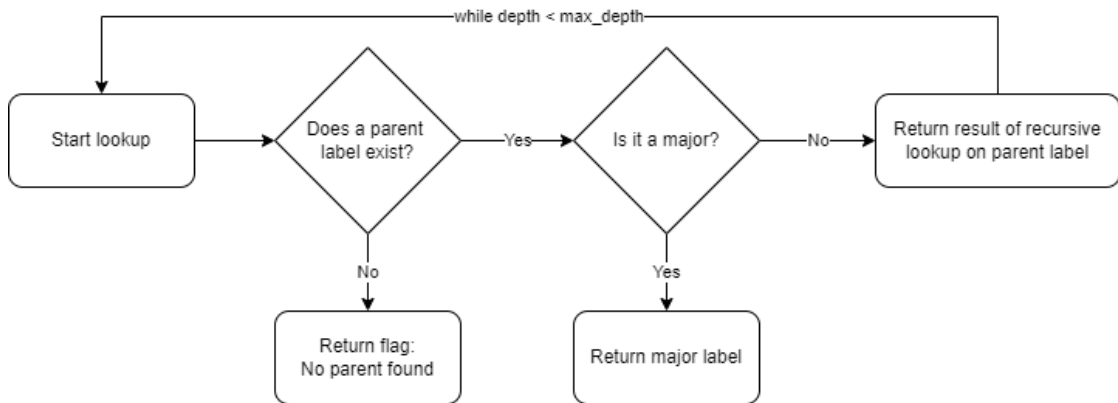 while depth < max_depth
Start lookup
Does a parent
label exist?
Yes
Is it a major?
No
Return result of recursive
lookup on parent label
No
Yes
Return flag:
No parent found
Return major label